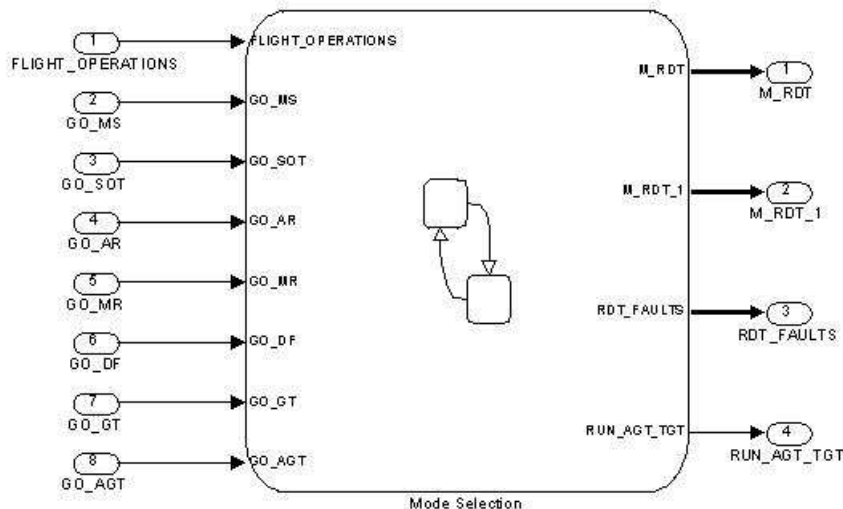 1
FLIGHT_OPERATIONS
FLIGHT_OPERATIONS
2
GO_MS
GO_MS
3
GO_SOT
GO_SOT
4
GO_AR
GO_AR
5
GO_MR
GO_MR
6
GO_DF
GO_DF
7
GO_GT
GO_GT
8
GO_AGT
GO_AGT
M_RDT
1
M_RDT
M_RDT_1
2
M_RDT_1
RDT_FAULTS
3
RDT_FAULTS
RUN_AGT_TGT
4
RUN_AGT_TGT
Mode Selection